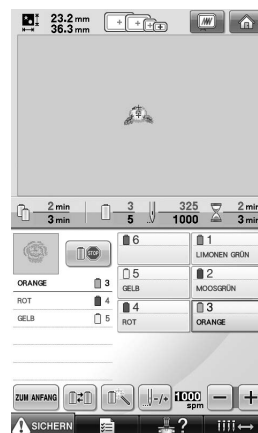 23.2 mm
36.3 mm
2 min 3 325 2 min
3 min 5 1000 3 min
6 1
LIMONEN GRÜN
5 2
GELB MOOSGRÜN
4 3
ROT ORANGE
ORANGE 3
ROT 4
GELB 5
ZUM ANFANG -/+ 1000 spm - +
SICHERN ?